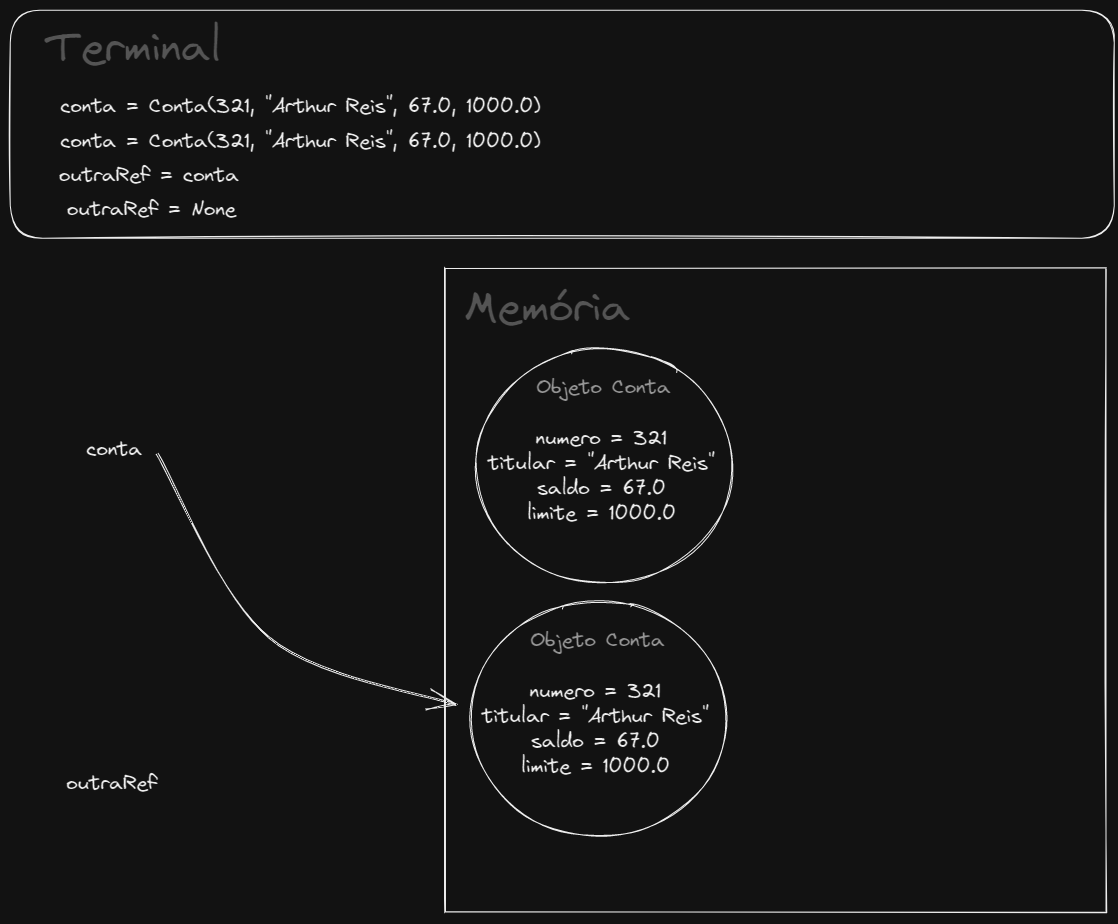 Terminal
conta = Conta(321, "Arthur Reis", 67.0, 1000.0)
conta = Conta(321, "Arthur Reis", 67.0, 1000.0)
outraRef = conta
outraRef = None
Memória
Objeto Conta
numero = 321
titular = "Arthur Reis"
saldo = 67.0
limite = 1000.0
conta
Objeto Conta
numero = 321
titular = "Arthur Reis"
saldo = 67.0
limite = 1000.0
outraRef